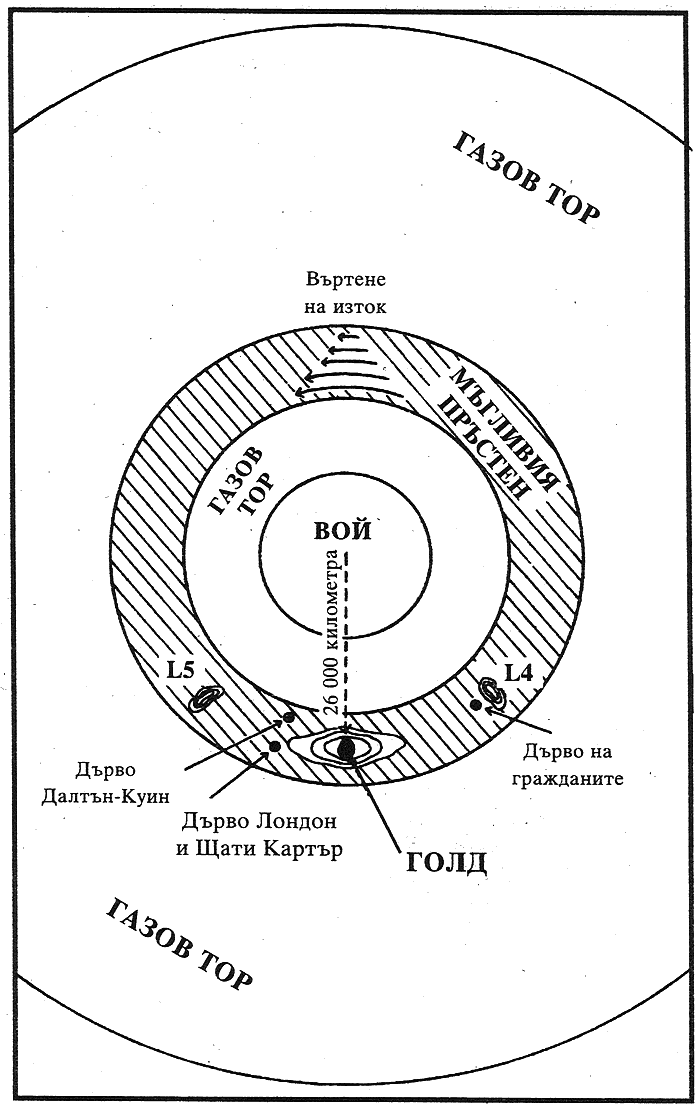 ГАЗОВ ТОР
Въртене
на изток
МЪГЛИВИЯ
ПРЪСТЕН
ГАЗОВ
ТОР
ВОЙ
26 000 километра
L5
L4
Дърво
Далтън-Куин
Дърво на
гражданите
Дърво Лондон
и Щати Картър
ГОЛД
ГАЗОВ ТОР